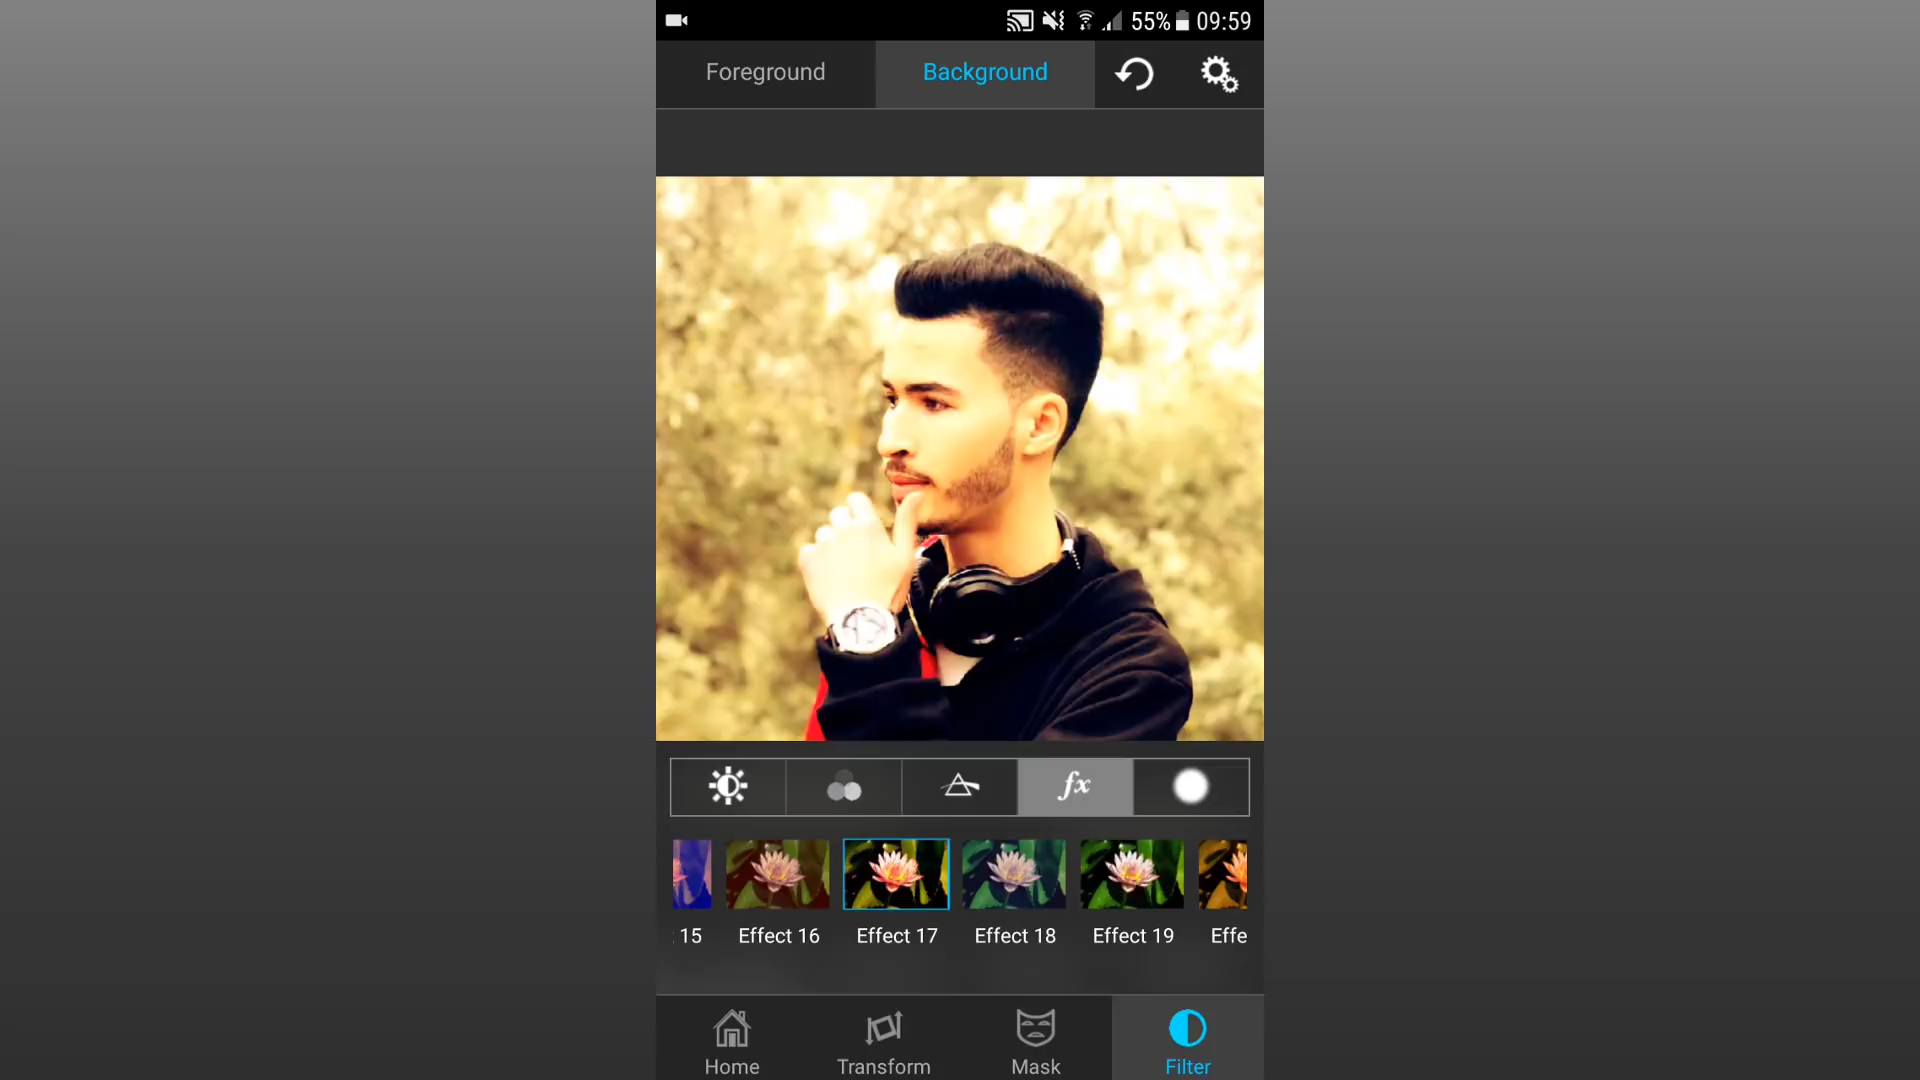 55% 09:59
Foreground Background
fx
15 Effect 16 Effect 17 Effect 18 Effect 19 Effe
Home Transform Mask Filter